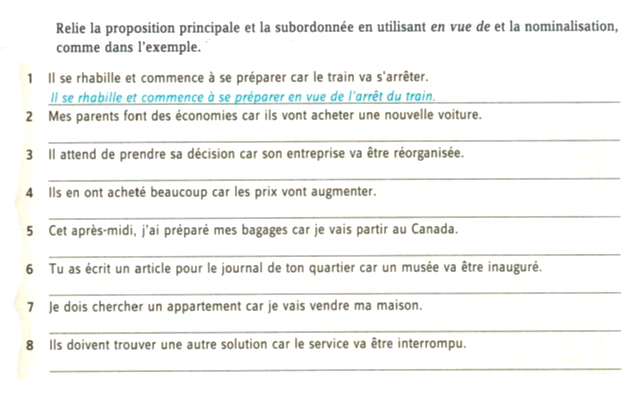 Relie la proposition principale et la subordonnée en utilisant en vue de et la nominalisation,
comme dans l'exemple.
1 Il se rhabille et commence à se préparer car le train va s'arrêter.
Il se rhabille et commence à se préparer en vue de l'arrêt du train.
2 Mes parents font des économies car ils vont acheter une nouvelle voiture.
3 Il attend de prendre sa décision car son entreprise va être réorganisée.
4 Ils en ont acheté beaucoup car les prix vont augmenter.
5 Cet après-midi, j'ai préparé mes bagages car je vais partir au Canada.
6 Tu as écrit un article pour le journal de ton quartier car un musée va être inauguré.
7 Je dois chercher un appartement car je vais vendre ma maison.
8 Ils doivent trouver une autre solution car le service va être interrompu.